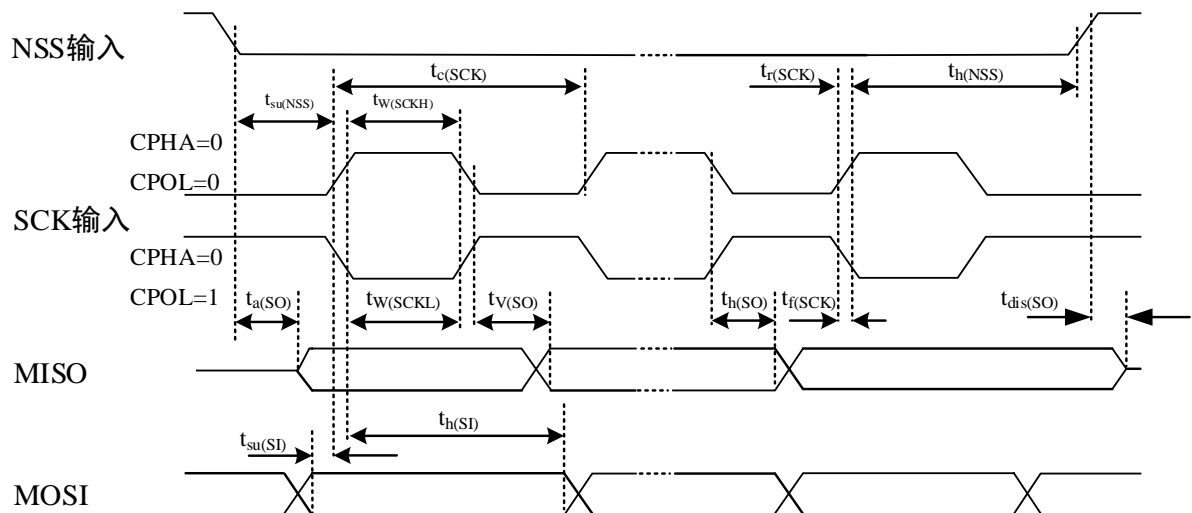 NSS输入
tc(SCK)
tr(SCK)
th(NSS)
tsu(NSS)
tW(SCKH)
CPHA=0
CPOL=0
SCK输入
CPHA=0
CPOL=1
ta(SO)
tW(SCKL)
tV(SO)
th(SO)
tf(SCK)
tdis(SO)
MISO
th(SI)
tsu(SI)
MOSI